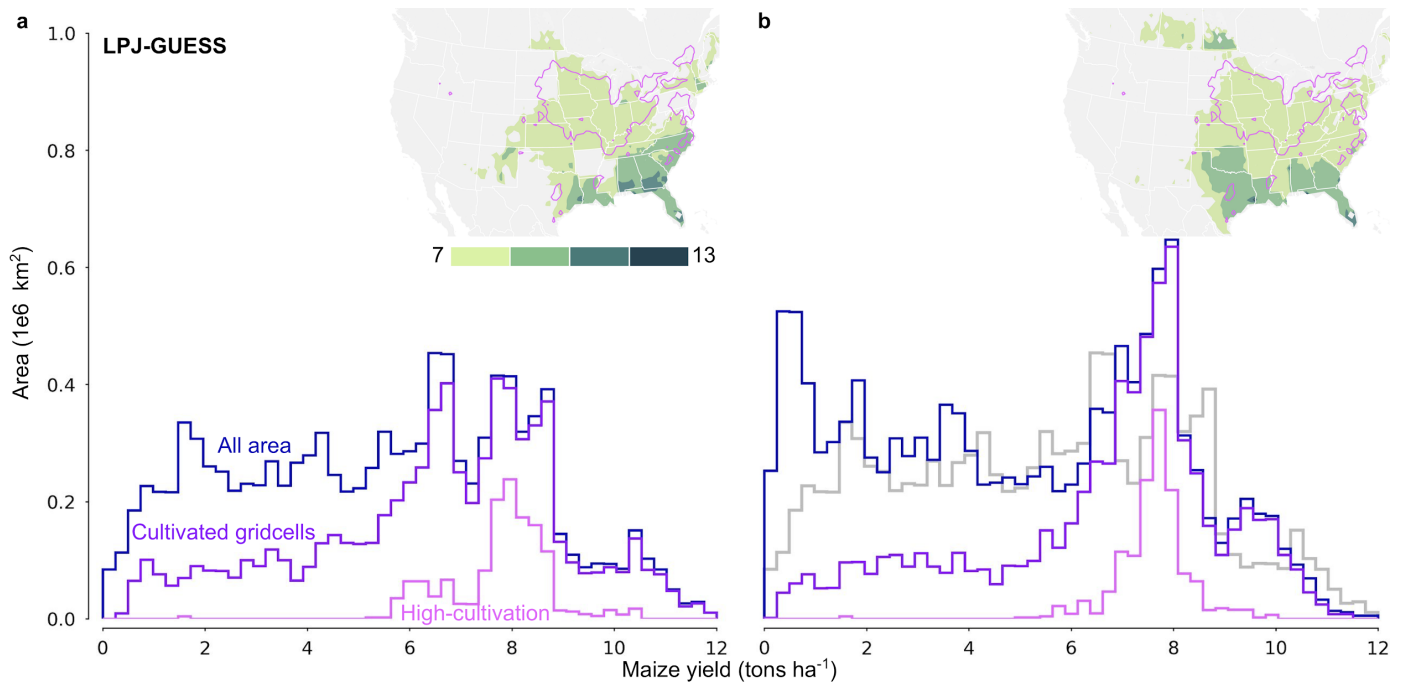 a
b
LPJ-GUESS
1.0
0.8
0.6
0.4
0.2
0.0
Area (1e6 km²)
7
13
All area
Cultivated gridcells
High-cultivation
0 2 4 6 8 10 12
0 2 4 6 8 10 12
Maize yield (tons ha⁻¹)